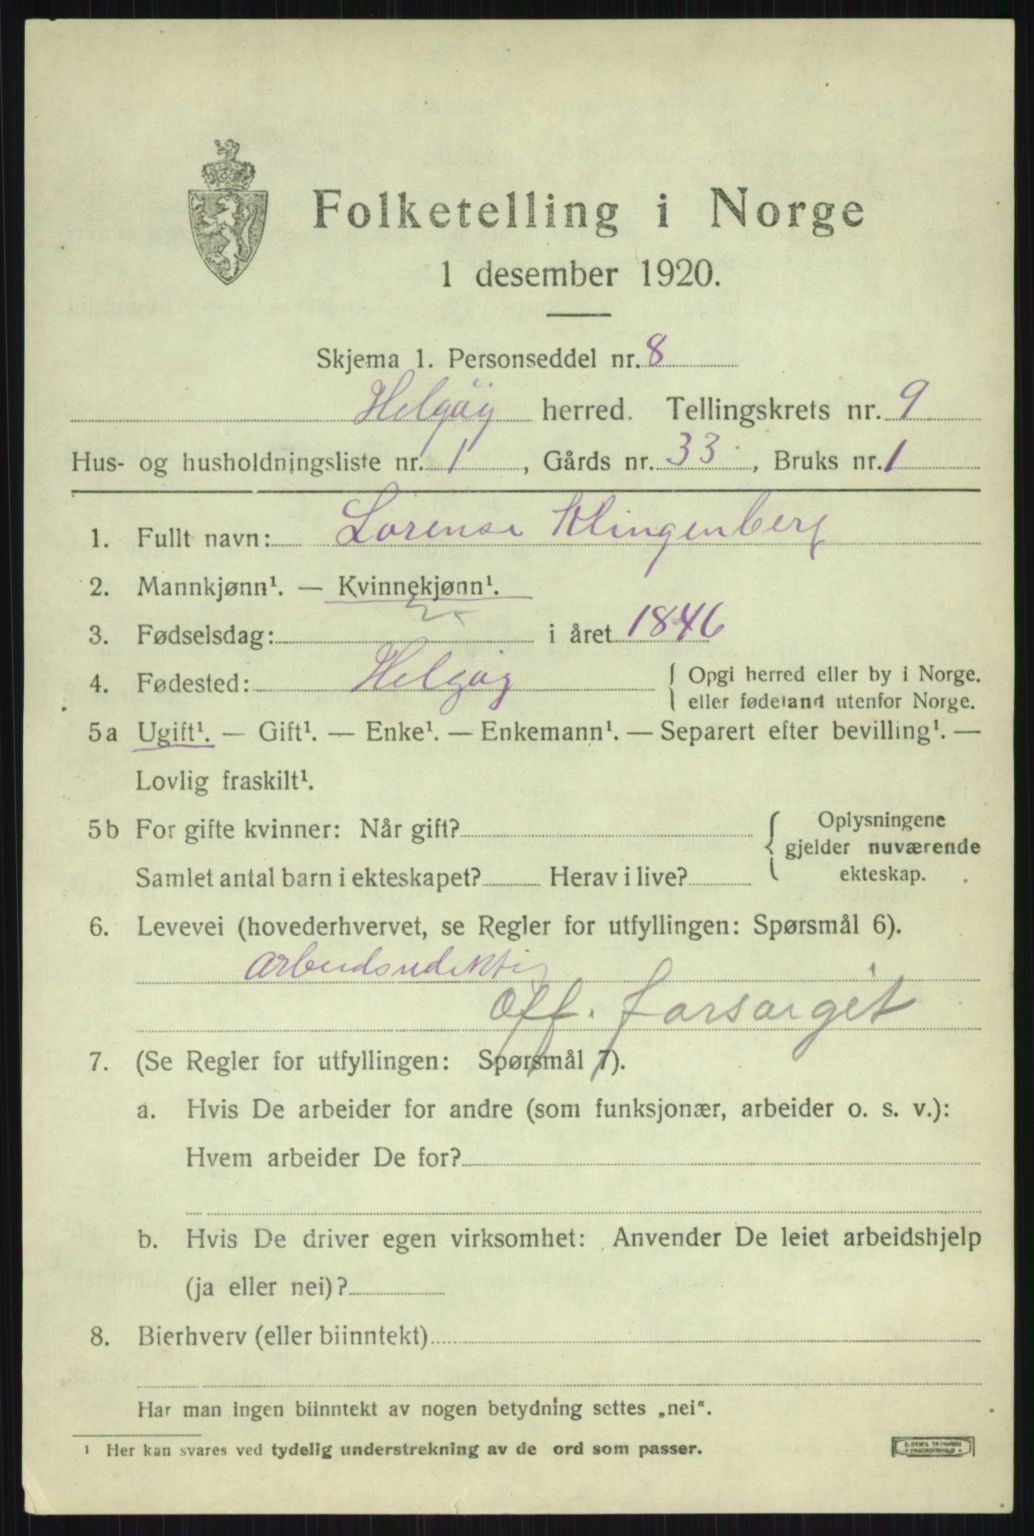 Folketelling i Norge
1 desember 1920.
Skjema 1. Personseddel nr. 8
Helgøy herred. Tellingskrets nr. 9
Hus- og husholdningsliste nr. 1, Gårds nr. 33, Bruks nr. 1
1. Fullt navn: Lorense Klingenberg
2. Mannkjønn¹. — Kvinnekjønn¹.
3. Fødselsdag: i året 1846
4. Fødested: Helgøy { Opgi herred eller by i Norge.
eller fødeland utenfor Norge.
5a Ugift¹. — Gift¹. — Enke¹. — Enkemann¹. — Separert efter bevilling¹. —
Lovlig fraskilt¹.
5b For gifte kvinner: Når gift? { Oplysningene
gjelder nuværende
ekteskap.
Samlet antal barn i ekteskapet? Herav i live?
6. Levevei (hovederhvervet, se Regler for utfyllingen: Spørsmål 6).
arbeidsudiktig
Off. forsørget
7. (Se Regler for utfyllingen: Spørsmål 7).
a. Hvis De arbeider for andre (som funksjonær, arbeider o. s. v.):
Hvem arbeider De for?
b. Hvis De driver egen virksomhet: Anvender De leiet arbeidshjelp
(ja eller nei)?
8. Bierhverv (eller biinntekt)
Har man ingen biinntekt av nogen betydning settes „nei“.
¹ Her kan svares ved tydelig understrekning av de ord som passer.